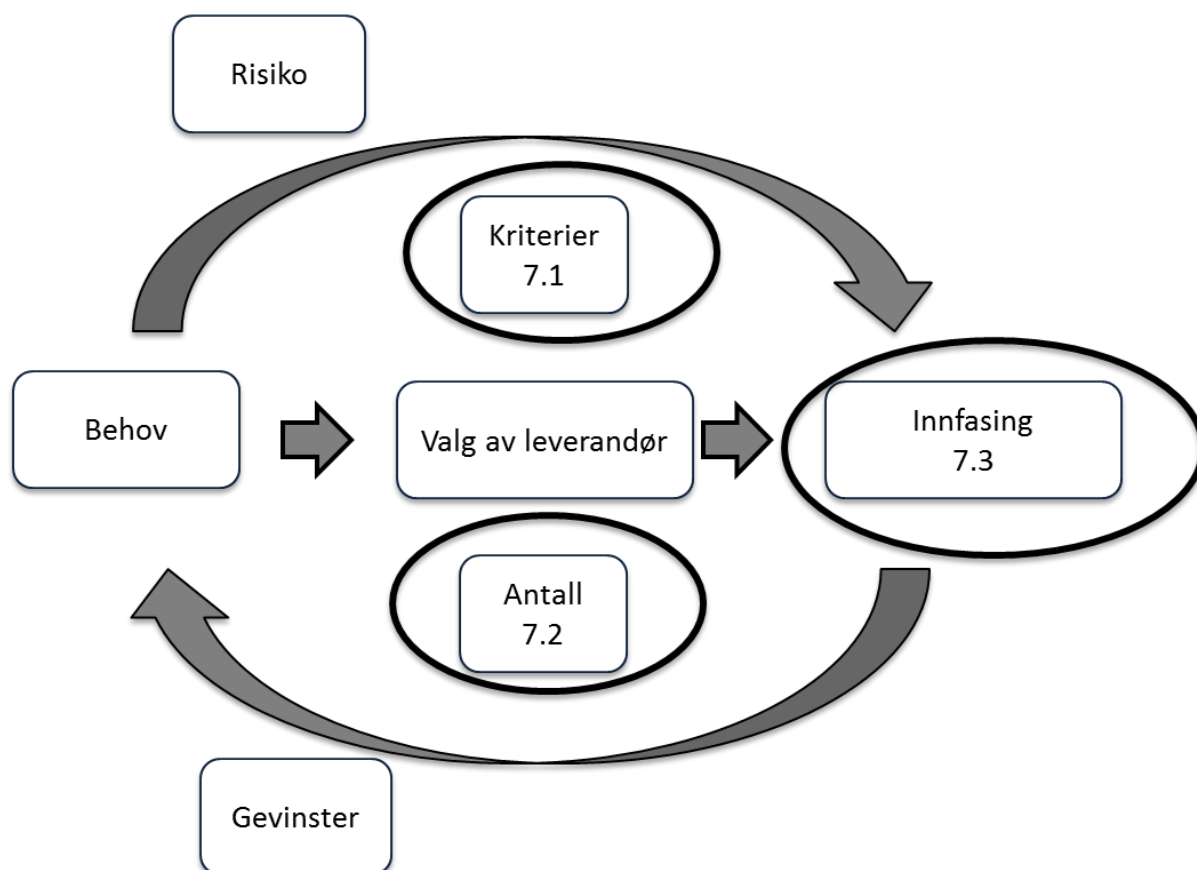 Risiko
Kriterier
7.1
Behov
Valg av leverandør
Innfasing
7.3
Antall
7.2
Gevinster